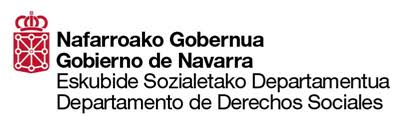 Nafarroako Gobernua
Gobierno de Navarra
Eskubide Sozialetako Departamentua
Departamento de Derechos Sociales